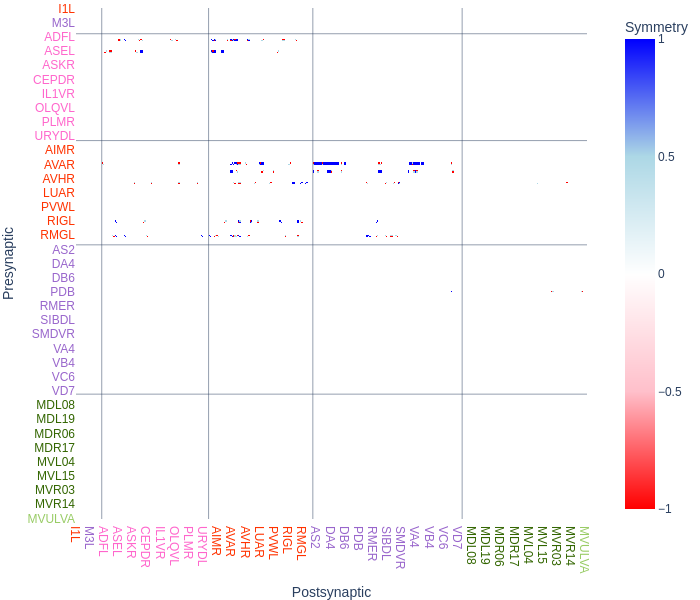 Symmetry
1
0.5
0
−0.5
−1
Presynaptic
I1L
M3L
ADFL
ASEL
ASKR
CEPDR
IL1VR
OLQVL
PLMR
URYDL
AIMR
AVAR
AVHR
LUAR
PVWL
RIGL
RMGL
AS2
DA4
DB6
PDB
RMER
SIBDL
SMDVR
VA4
VB4
VC6
VD7
MDL08
MDL19
MDR06
MDR17
MVL04
MVL15
MVR03
MVR14
MVULVA
I1L
M3L
ADFL
ASEL
ASKR
CEPDR
IL1VR
OLQVL
PLMR
URYDL
AIMR
AVAR
AVHR
LUAR
PVWL
RIGL
RMGL
AS2
DA4
DB6
PDB
RMER
SIBDL
SMDVR
VA4
VB4
VC6
VD7
MDL08
MDL19
MDR06
MDR17
MVL04
MVL15
MVR03
MVR14
MVULVA
Postsynaptic